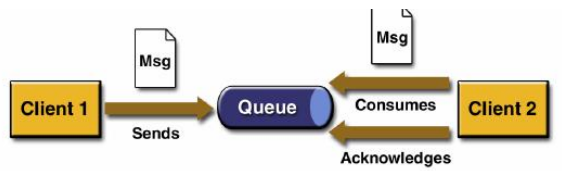 Msg
Msg
Client 1
Sends
Queue
Consumes
Client 2
Acknowledges